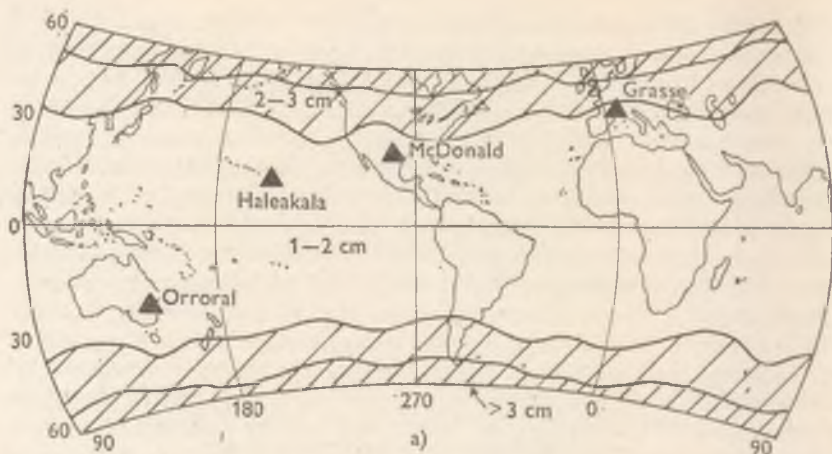 60
2—3 cm
Grasse
30
McDonald
Haleakala
0
1—2 cm
Orroral
30
180
270
> 3 cm
0
60
90
a)
90